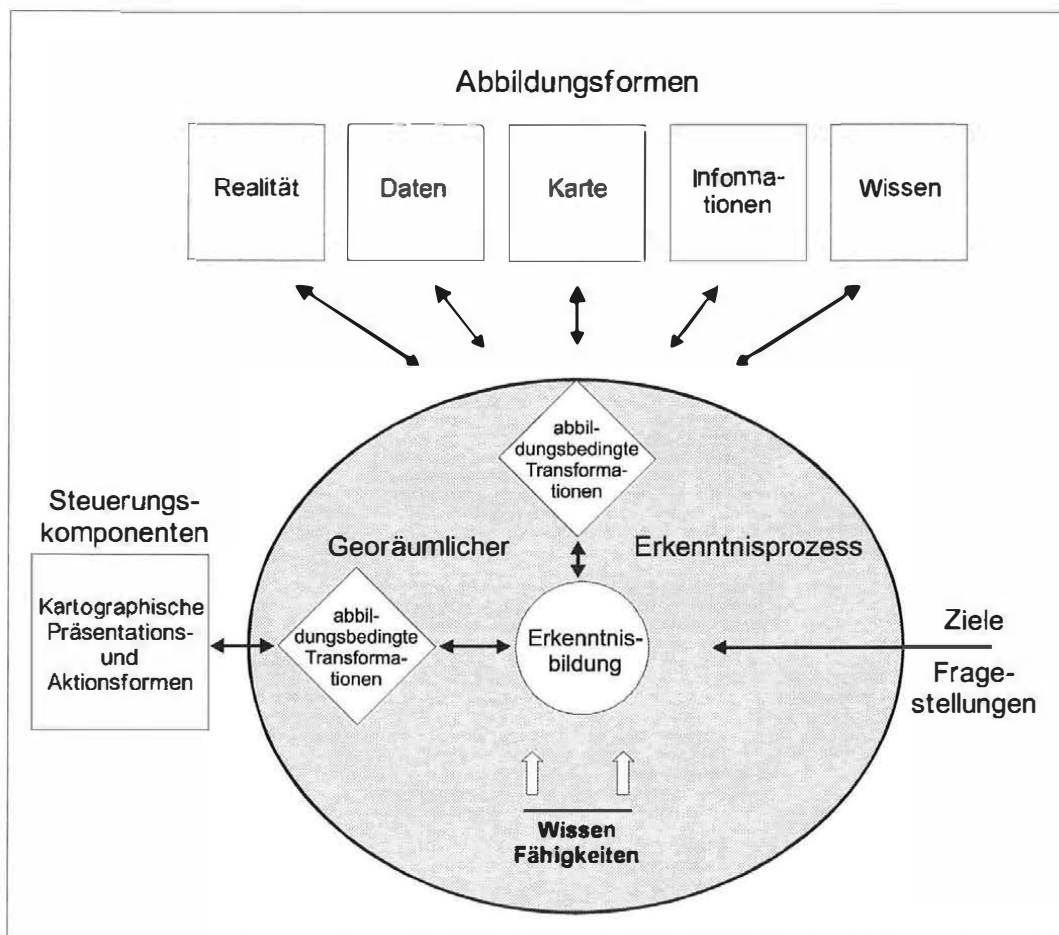 Abbildungsformen
Realität
Daten
Karte
Informa-
tionen
Wissen
abbil-
dungsbedingte
Transforma-
tionen
Steuerungs-
komponenten
Georäumlicher
Erkenntnisprozess
Kartographische
Präsentations-
und
Aktionsformen
abbil-
dungsbedingte
Transforma-
tionen
Erkenntnis-
bildung
Ziele
Frage-
stellungen
Wissen
Fähigkeiten